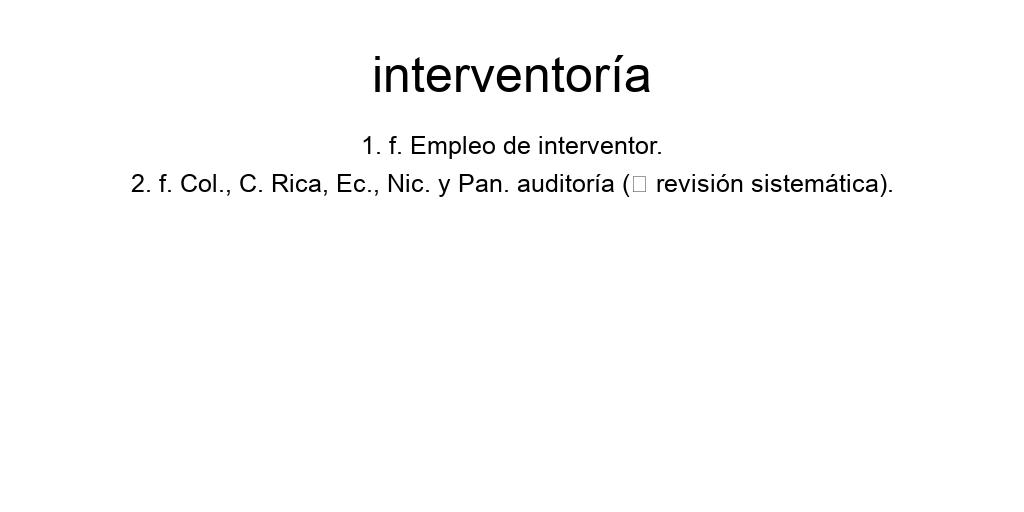 interventoría
1. f. Empleo de interventor.
2. f. Col., C. Rica, Ec., Nic. y Pan. auditoría (□ revisión sistemática).